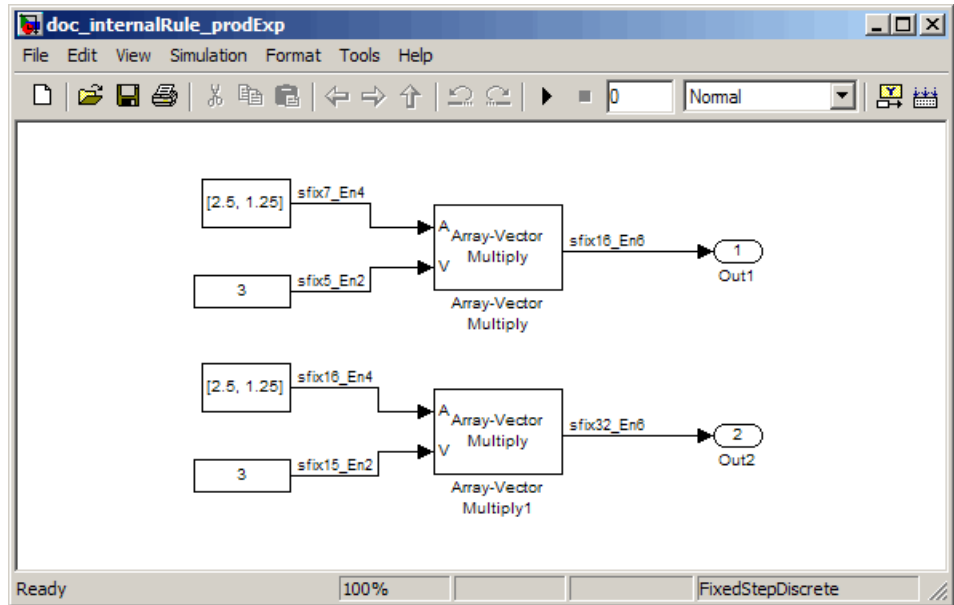 doc_internalRule_prodExp
File Edit View Simulation Format Tools Help
0 Normal
[2.5, 1.25]
sfix7_En4
A
Array-Vector
Multiply
V
sfix16_En6
1
Out1
3
sfix5_En2
Array-Vector
Multiply
[2.5, 1.25]
sfix16_En4
A
Array-Vector
Multiply
V
sfix32_En6
2
Out2
3
sfix15_En2
Array-Vector
Multiply1
Ready 100% FixedStepDiscrete